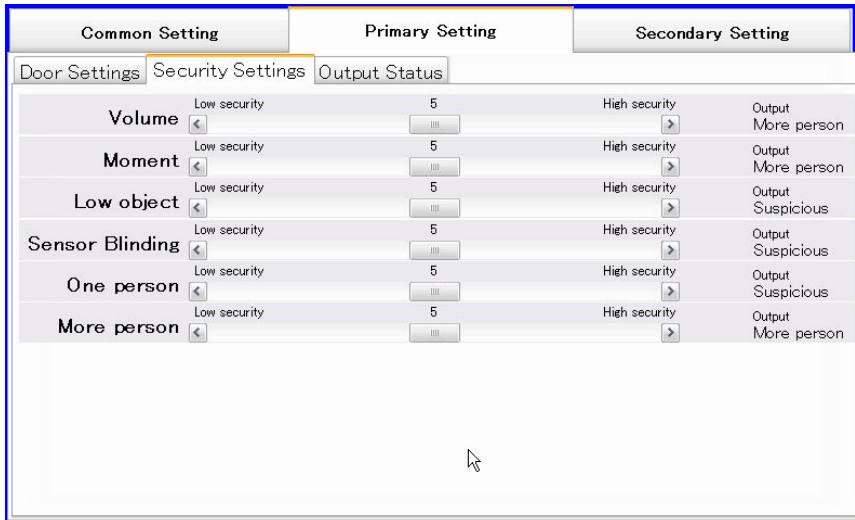 Common Setting Primary Setting Secondary Setting
Door Settings Security Settings Output Status
Low security 5 High security Output
Volume More person
Low security 5 High security Output
Moment More person
Low security 5 High security Output
Low object Suspicious
Low security 5 High security Output
Sensor Blinding Suspicious
Low security 5 High security Output
One person Suspicious
Low security 5 High security Output
More person More person